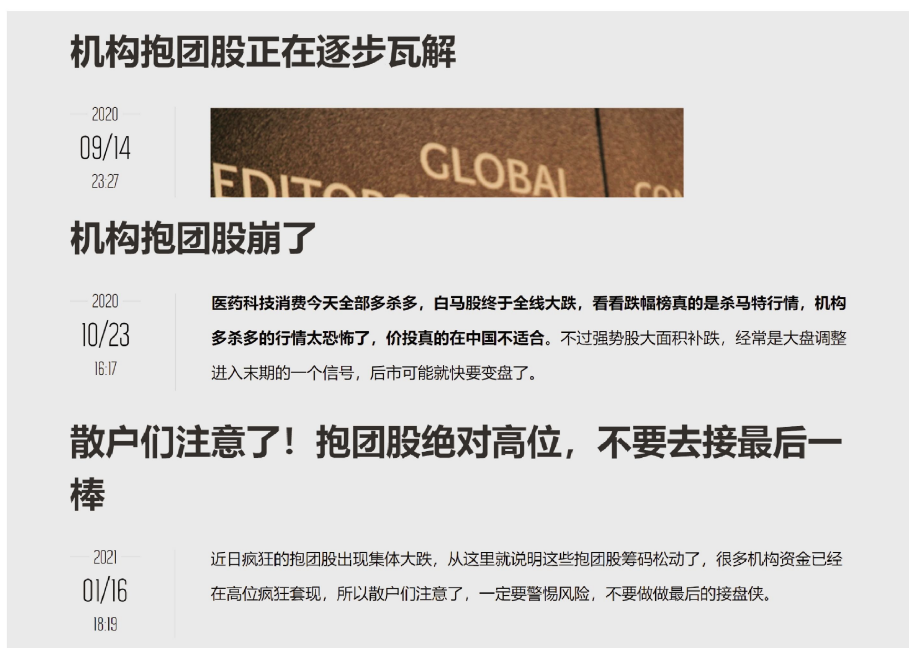 机构抱团股正在逐步瓦解
2020
09/14
23:27
GLOBAL
机构抱团股崩了
2020
10/23
16:17
医药科技消费今天全部多杀多，白马股终于全线大跌，看看跌幅榜真的是杀马特行情，机构
多杀多的行情太恐怖了，价投真的在中国不适合。不过强势股大面积补跌，经常是大盘调整
进入末期的一个信号，后市可能就快要变盘了。
散户们注意了！抱团股绝对高位，不要去接最后一
棒
2021
01/16
18:19
近日疯狂的抱团股出现集体大跌，从这里就说明这些抱团股筹码松动了，很多机构资金已经
在高位疯狂套现，所以散户们注意了，一定要警惕风险，不要做做最后的接盘侠。